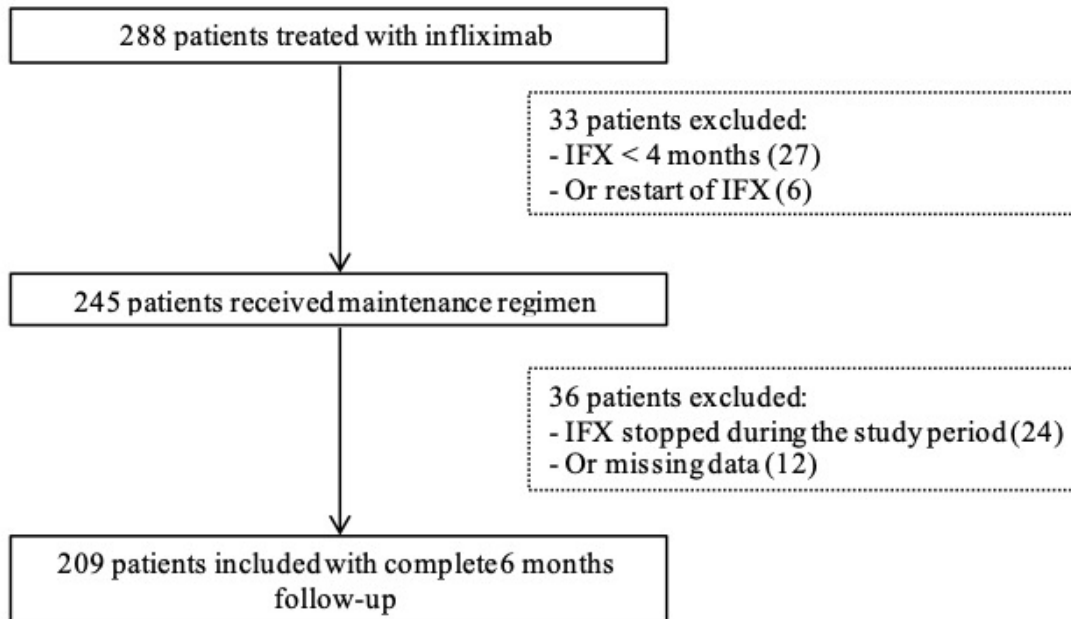 288 patients treated with infliximab
33 patients excluded:
- IFX < 4 months (27)
- Or restart of IFX (6)
245 patients received maintenance regimen
36 patients excluded:
- IFX stopped during the study period (24)
- Or missing data (12)
209 patients included with complete 6 months
follow-up